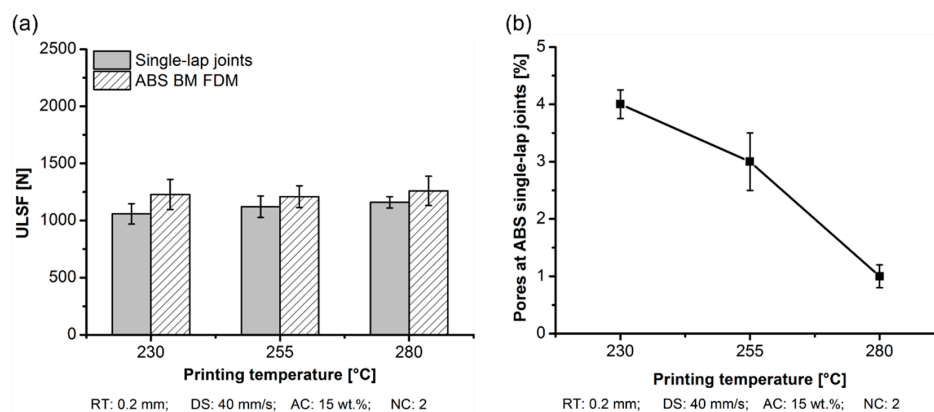 (a)
2500
2000
1500
1000
500
0
ULSF [N]
Single-lap joints
ABS BM FDM
230
255
280
Printing temperature [°C]
RT: 0.2 mm; DS: 40 mm/s; AC: 15 wt.%; NC: 2
(b)
5
4
3
2
1
0
Pores at ABS single-lap joints [%]
230
255
280
Printing temperature [°C]
RT: 0.2 mm; DS: 40 mm/s; AC: 15 wt.%; NC: 2